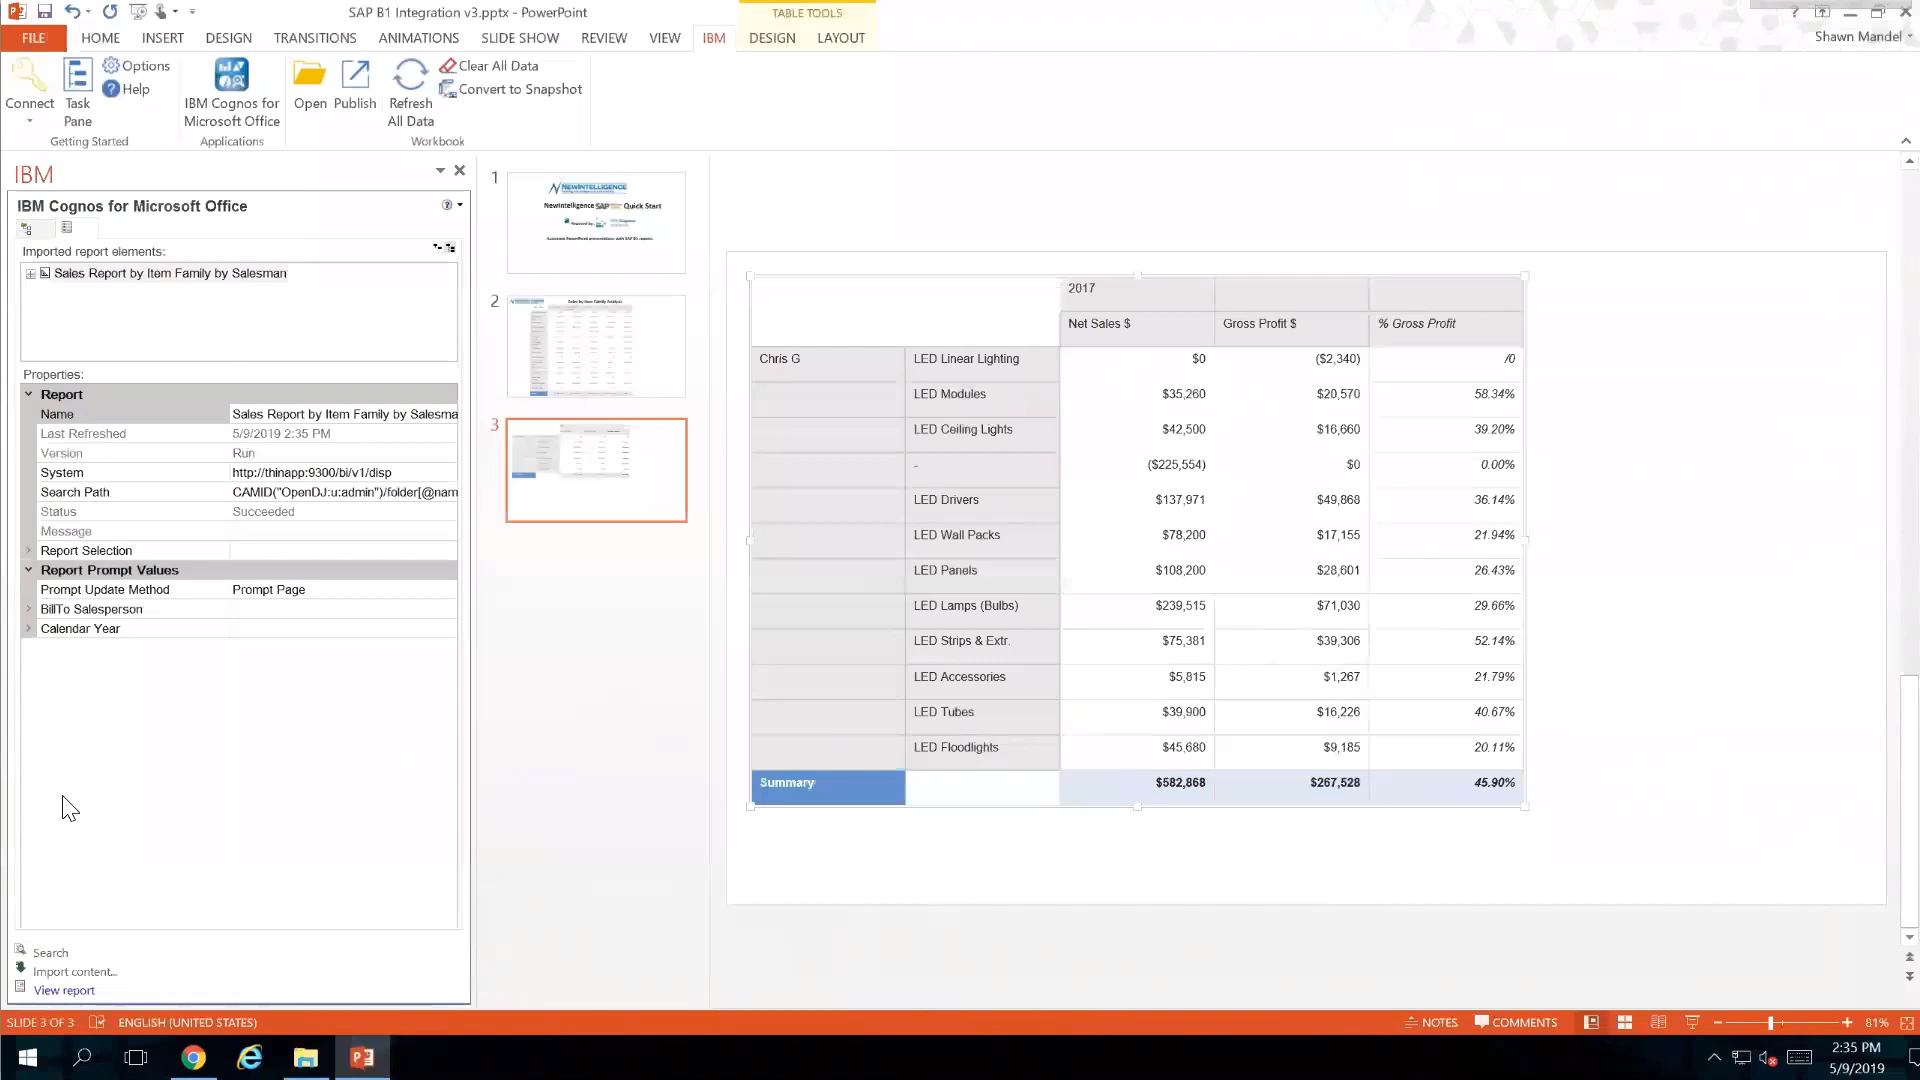 SAP B1 Integration v3.pptx - PowerPoint
TABLE TOOLS
FILE HOME INSERT DESIGN TRANSITIONS ANIMATIONS SLIDE SHOW REVIEW VIEW IBM DESIGN LAYOUT
Shawn Mandel
Connect
Task Pane
Options
Help
IBM Cognos for Microsoft Office
Open
Publish
Refresh All Data
Clear All Data
Convert to Snapshot
Getting Started
Applications
Workbook
IBM
IBM Cognos for Microsoft Office
Imported report elements:
Sales Report by Item Family by Salesman
Properties:
Report
Name Sales Report by Item Family by Salesma
Last Refreshed 5/9/2019 2:35 PM
Version Run
System http://thinapp:9300/bi/v1/disp
Search Path CAMID("OpenDJ:u:admin")/folder[@nam
Status Succeeded
Message
Report Selection
Report Prompt Values
Prompt Update Method Prompt Page
BillTo Salesperson
Calendar Year
Search
Import content...
View report
1
NEWINTELLIGENCE
NewIntelligence SAP Quick Start
2
Sales by Item Family Analysis
3
2017
Net Sales $ Gross Profit $ % Gross Profit
Chris G LED Linear Lighting $0 ($2,340) /0
LED Modules $35,260 $20,570 58.34%
LED Ceiling Lights $42,500 $16,660 39.20%
- ($225,554) $0 0.00%
LED Drivers $137,971 $49,868 36.14%
LED Wall Packs $78,200 $17,155 21.94%
LED Panels $108,200 $28,601 26.43%
LED Lamps (Bulbs) $239,515 $71,030 29.66%
LED Strips & Extr. $75,381 $39,306 52.14%
LED Accessories $5,815 $1,267 21.79%
LED Tubes $39,900 $16,226 40.67%
LED Floodlights $45,680 $9,185 20.11%
Summary $582,868 $267,528 45.90%
SLIDE 3 OF 3 ENGLISH (UNITED STATES) NOTES COMMENTS 81%
2:35 PM
5/9/2019